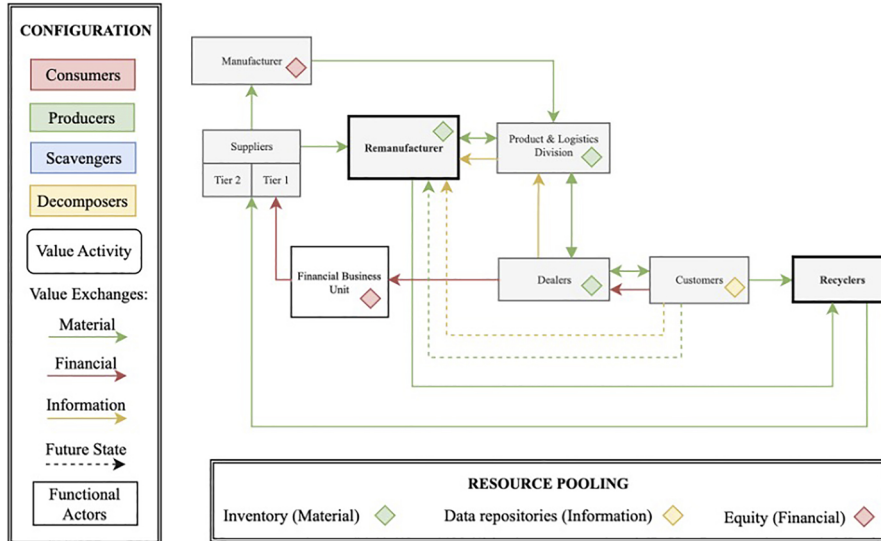 CONFIGURATION
Consumers
Producers
Scavengers
Decomposers
Value Activity
Value Exchanges:
Material
Financial
Information
Future State
Functional
Actors
Manufacturer
Suppliers
Tier 2
Tier 1
Remanufacturer
Product & Logistics
Division
Financial Business
Unit
Dealers
Customers
Recyclers
RESOURCE POOLING
Inventory (Material)
Data repositories (Information)
Equity (Financial)